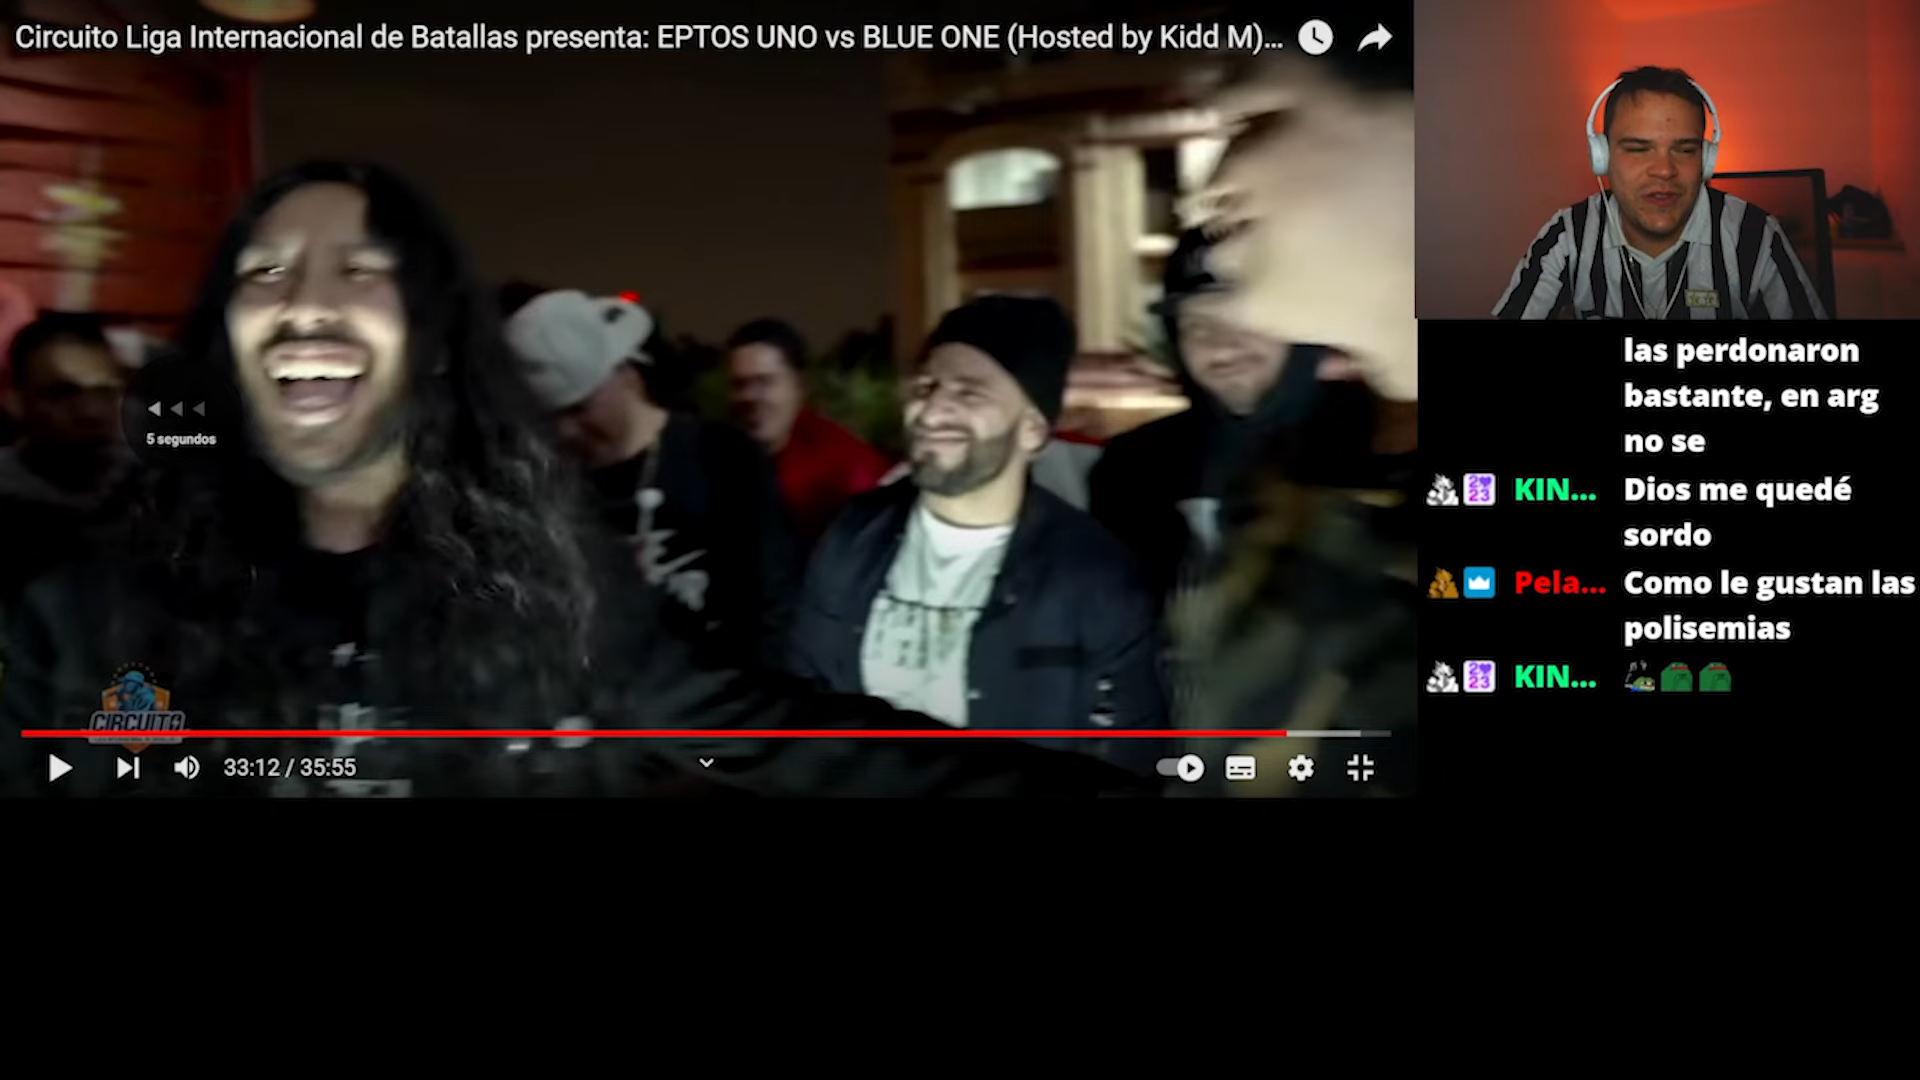 Circuito Liga Internacional de Batallas presenta: EPTOS UNO vs BLUE ONE (Hosted by Kidd M)...
5 segundos
CIRCUITO
33:12 / 35:55
las perdonaron
bastante, en arg
no se
KIN... Dios me quedé
sordo
Pela... Como le gustan las
polisemias
KIN...